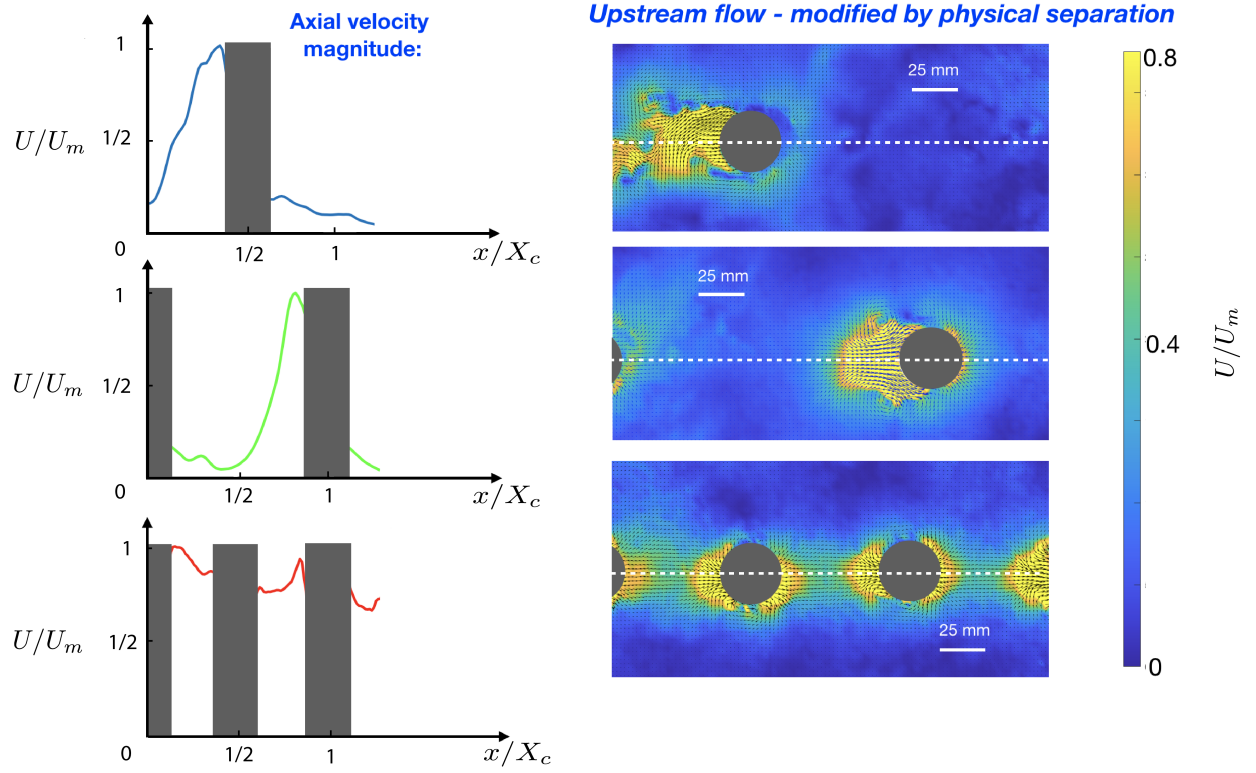 Axial velocity
magnitude:
1
U/U_m 1/2
0
1/2 1 x/X_c
1
U/U_m 1/2
0
1/2 1 x/X_c
1
U/U_m 1/2
0
1/2 1 x/X_c
Upstream flow - modified by physical separation
25 mm
25 mm
25 mm
0.8
0.4
0
U/U_m